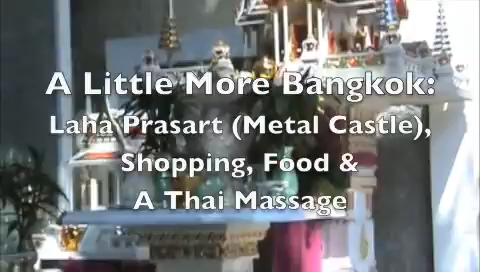 A Little More Bangkok:
Laha Prasart (Metal Castle),
Shopping, Food &
A Thai Massage